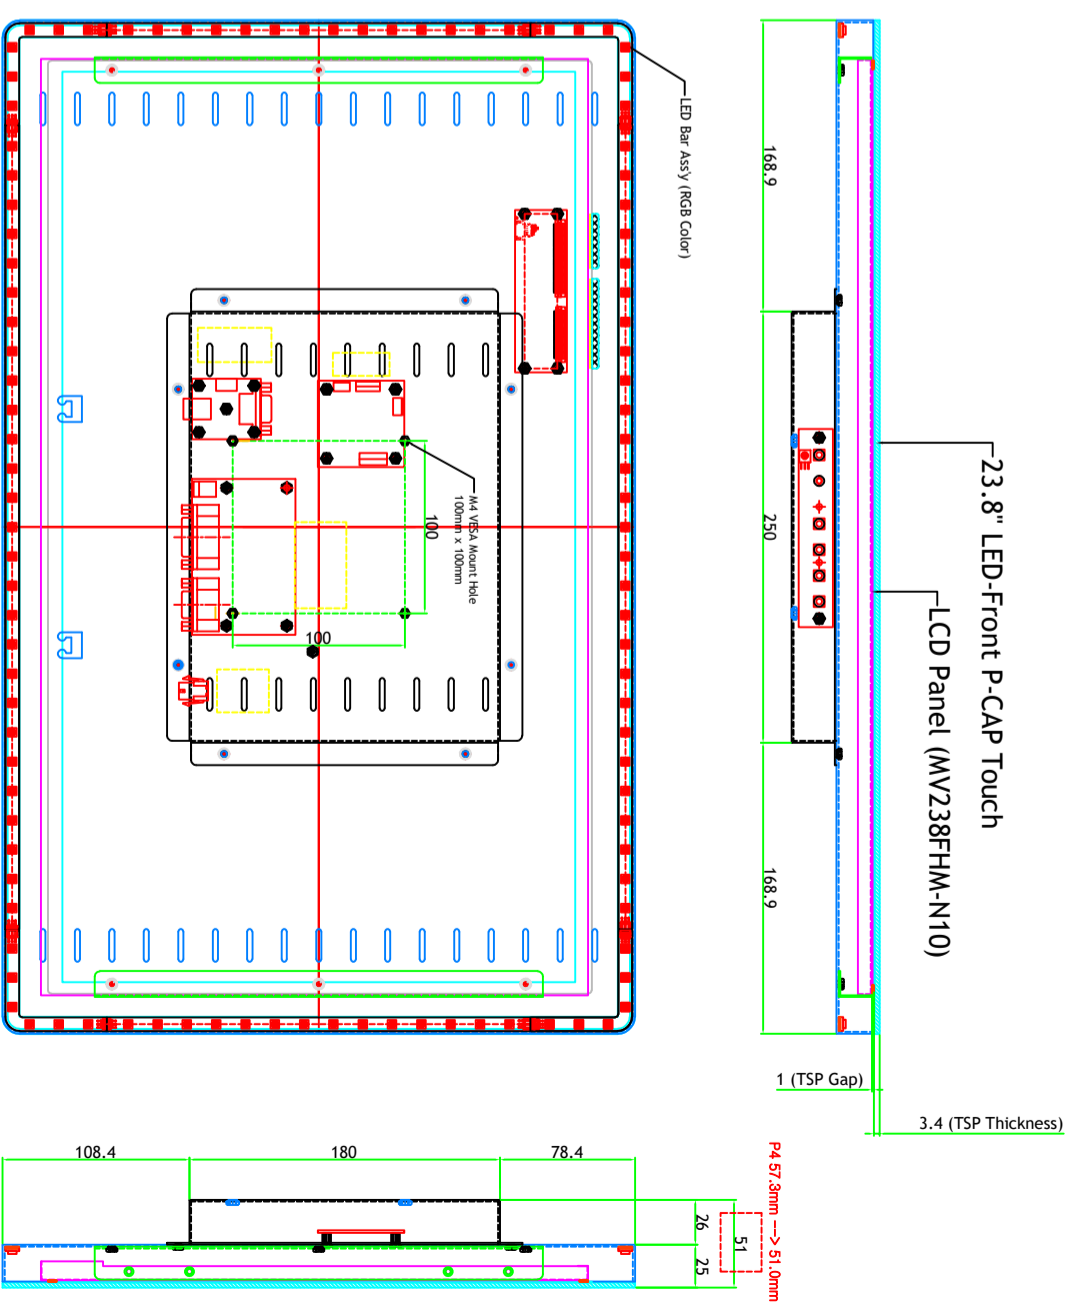 LED Bar Ass'y (RGB Color)
168.9
250
168.9
23.8" LED-Front P-CAP Touch
LCD Panel (MV238FHM-N10)
M4 VESA Mount Hole
100mm x 100mm
100
100
1 (TSP Gap)
3.4 (TSP Thickness)
108.4
180
78.4
26
25
51
P4 57.3mm ---> 51.0mm